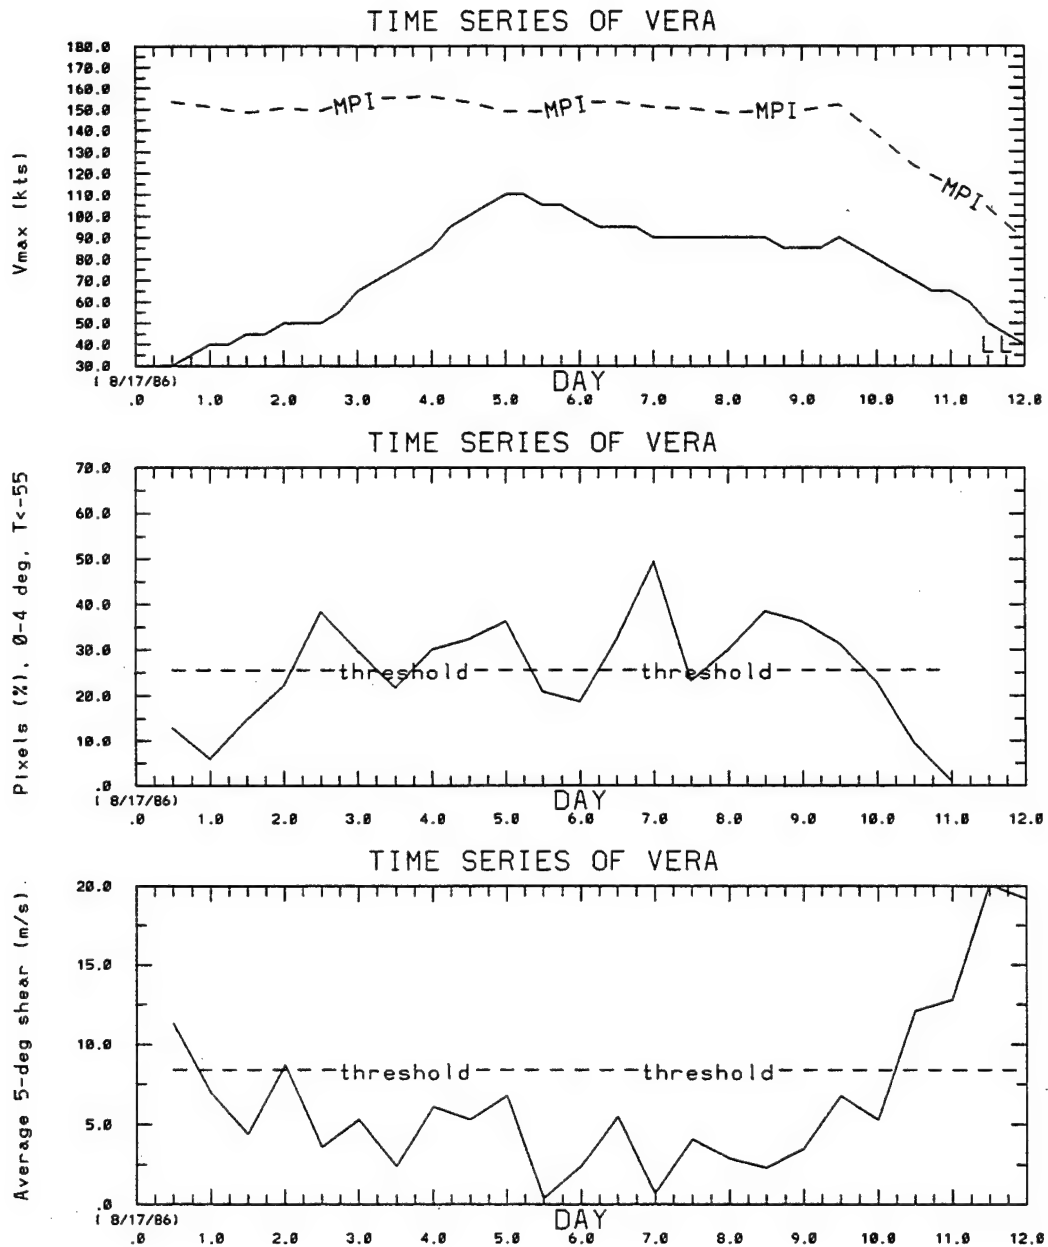 TIME SERIES OF VERA
Vmax (kts)
180.0
170.0
160.0
150.0
140.0
130.0
120.0
110.0
100.0
90.0
80.0
70.0
60.0
50.0
40.0
30.0
MPI MPI MPI MPI
L L
( 8/17/86)
DAY
.0 1.0 2.0 3.0 4.0 5.0 6.0 7.0 8.0 9.0 10.0 11.0 12.0
TIME SERIES OF VERA
Pixels (%), 0-4 deg, T<-55
70.0
60.0
50.0
40.0
30.0
20.0
10.0
.0
threshold threshold
( 8/17/86)
DAY
.0 1.0 2.0 3.0 4.0 5.0 6.0 7.0 8.0 9.0 10.0 11.0 12.0
TIME SERIES OF VERA
Average 5-deg shear (m/s)
20.0
15.0
10.0
5.0
.0
threshold threshold
( 8/17/86)
DAY
.0 1.0 2.0 3.0 4.0 5.0 6.0 7.0 8.0 9.0 10.0 11.0 12.0